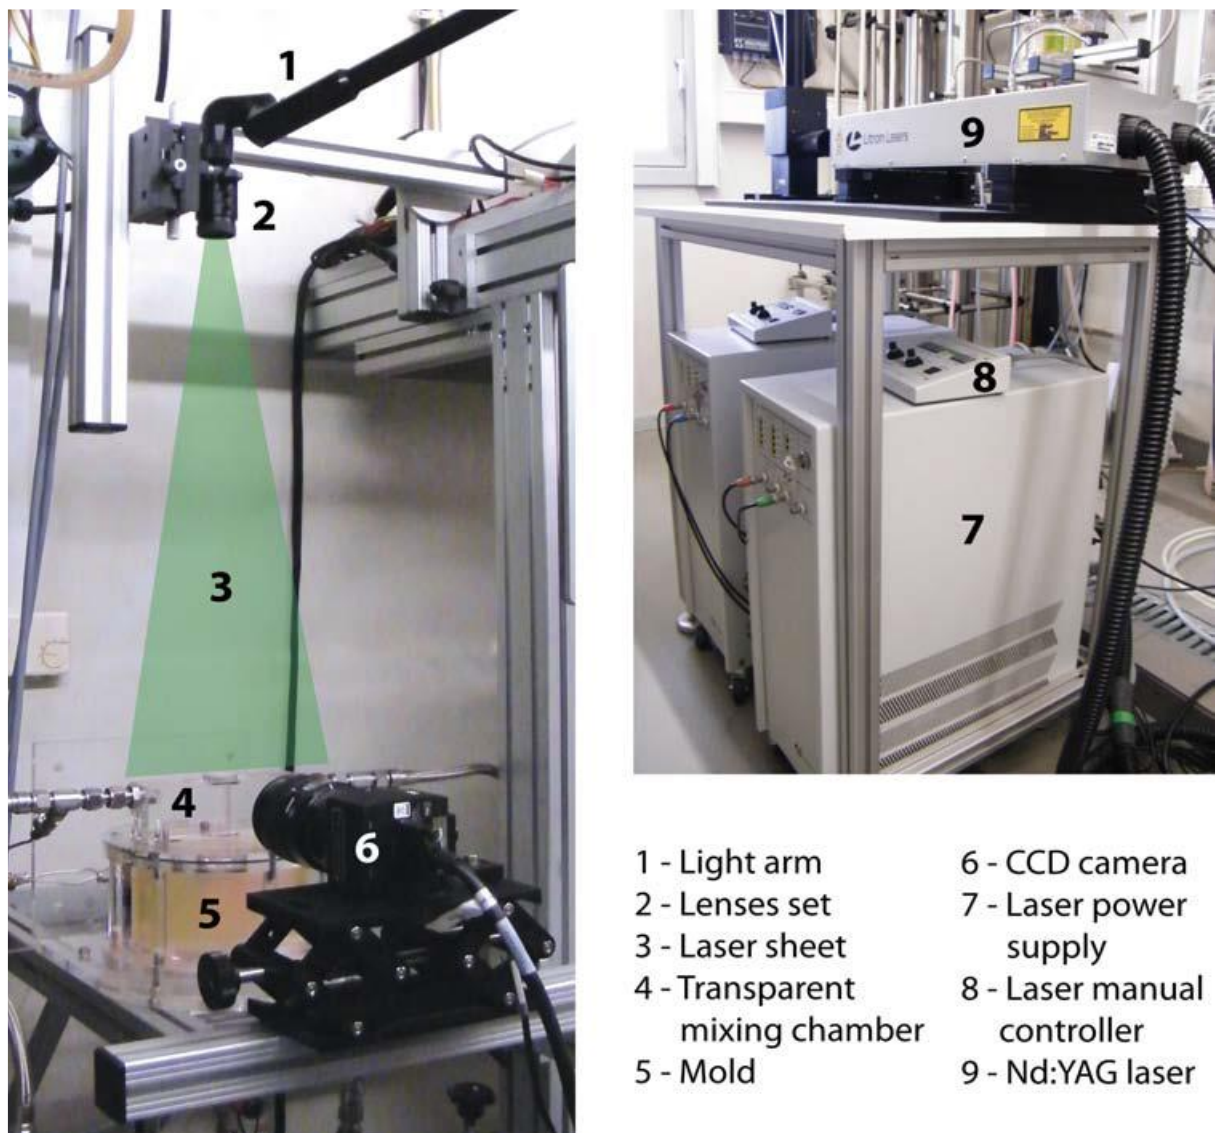 1
2
3
4
5
6
9
Litron Lasers
8
7
1 - Light arm
2 - Lenses set
3 - Laser sheet
4 - Transparent
mixing chamber
5 - Mold
6 - CCD camera
7 - Laser power
supply
8 - Laser manual
controller
9 - Nd:YAG laser